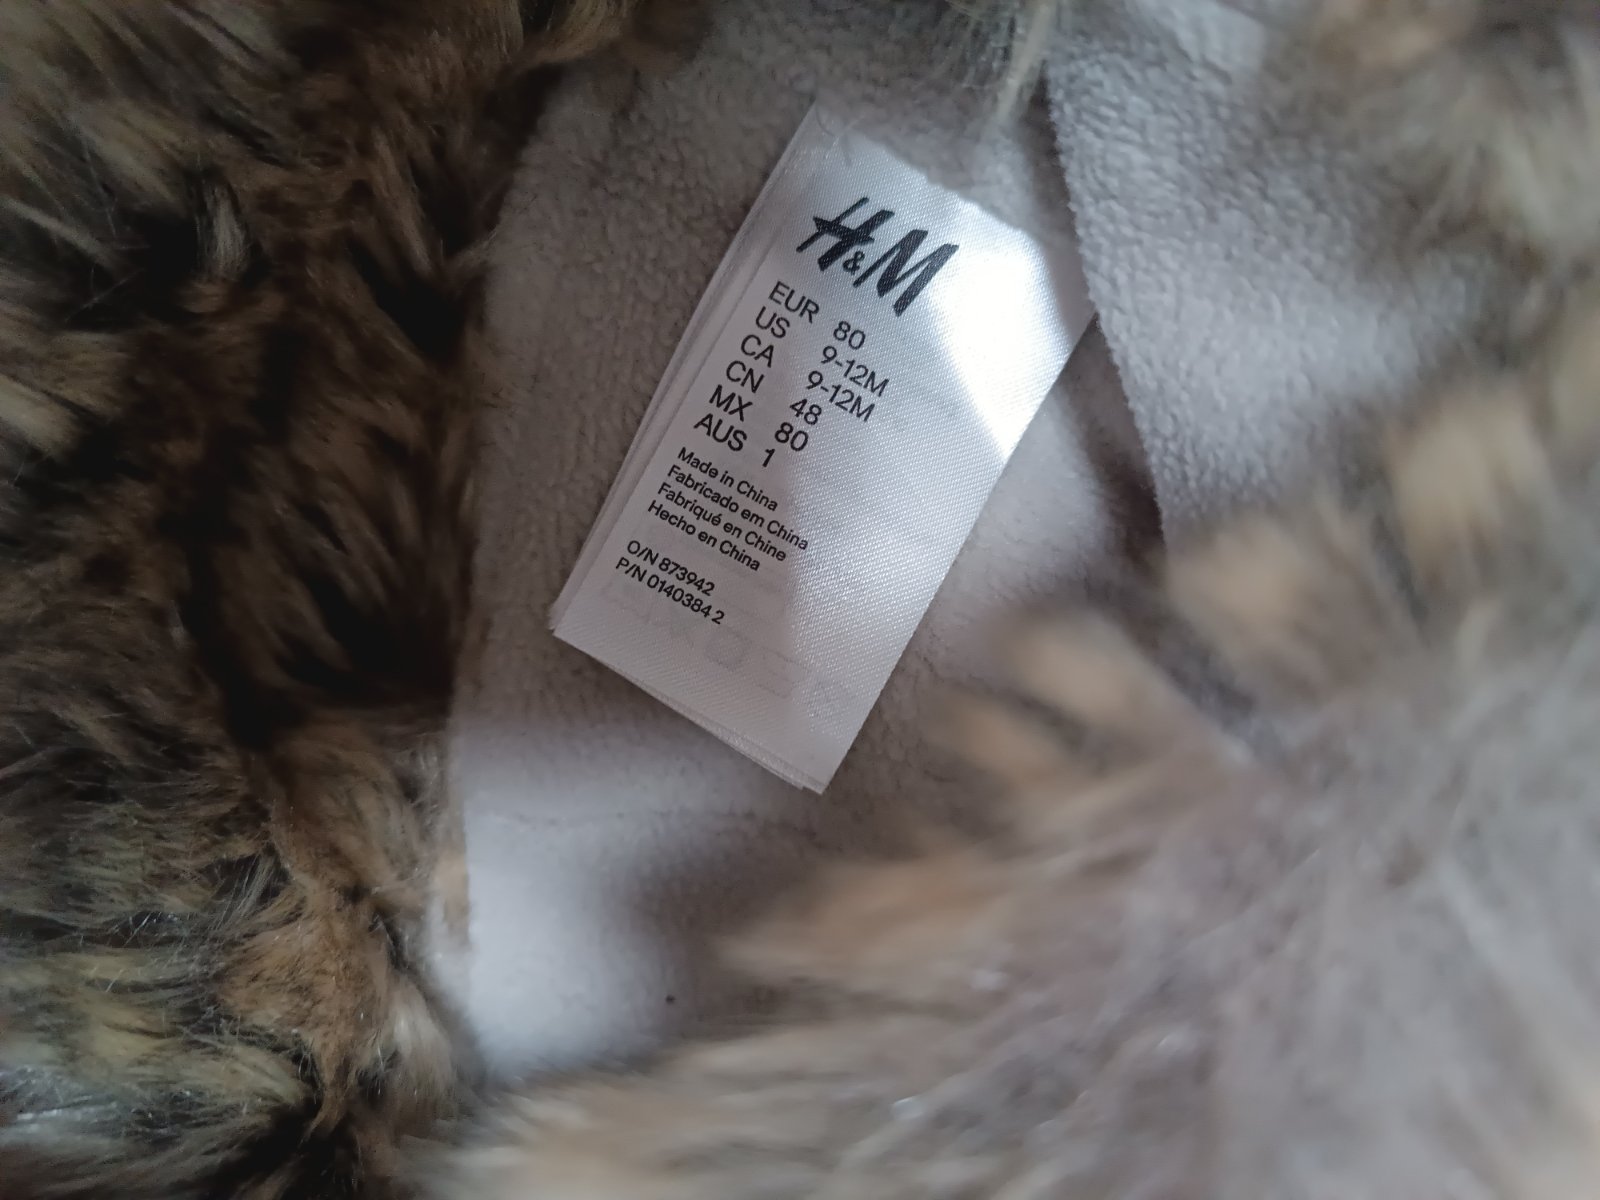 H&M
EUR 80
US 9-12M
CA 9-12M
CN 48
MX 80
AUS 1
Made in China
Fabricado em China
Fabriqué en Chine
Hecho en China
O/N 873942
P/N 0140384 2